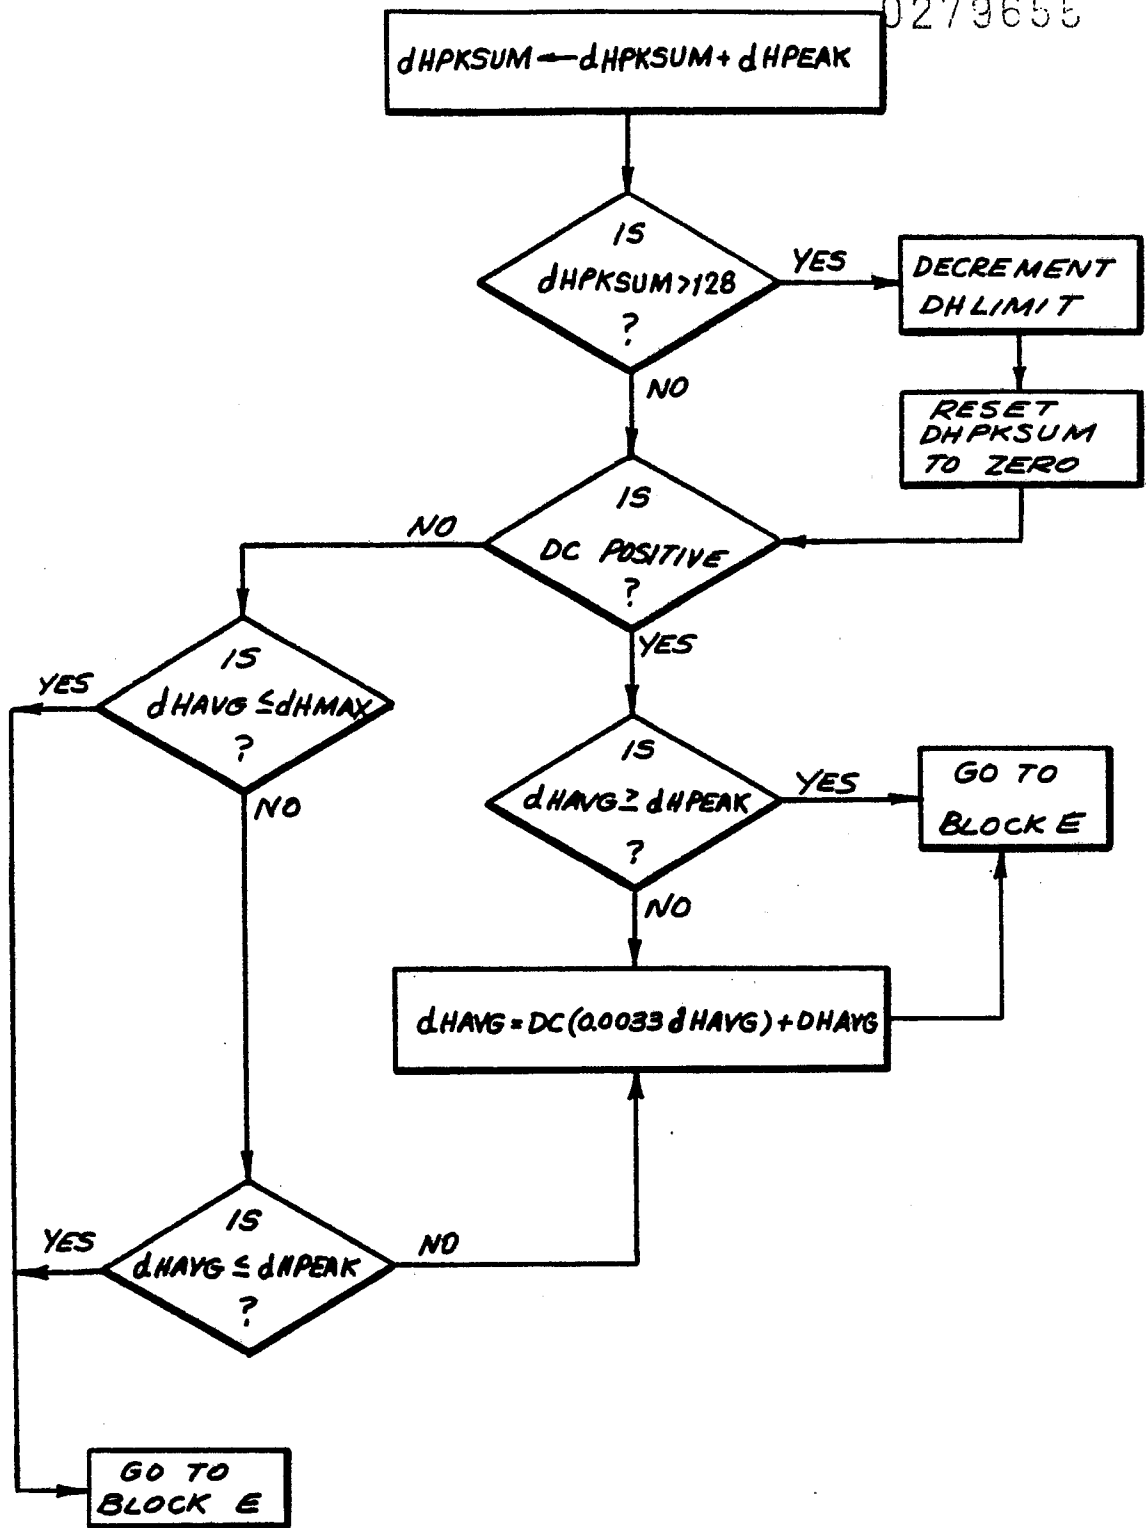 0279655
dHPKSUM ← dHPKSUM + dHPEAK
IS
dHPKSUM > 128
?
YES
DECREMENT
DHLIMIT
NO
RESET
DHPKSUM
TO ZERO
IS
DC POSITIVE
?
NO
YES
IS
dHAVG ≤ dHMAX
?
YES
NO
IS
dHAVG ≥ dHPEAK
?
YES
GO TO
BLOCK E
NO
dHAVG = DC(0.0033 dHAVG) + DHAVG
IS
dHAVG ≤ dHPEAK
?
YES
NO
GO TO
BLOCK E